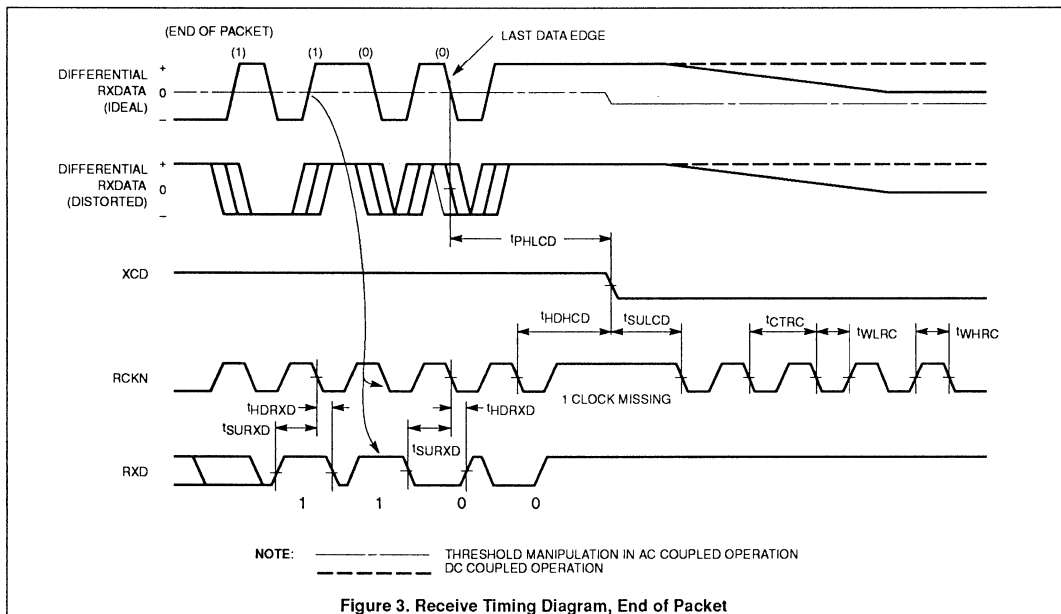 (END OF PACKET)
LAST DATA EDGE
(1) (1) (0) (0)
DIFFERENTIAL
RXDATA
(IDEAL)
+
0
–
DIFFERENTIAL
RXDATA
(DISTORTED)
+
0
–
tPHLCD
XCD
tHDHCD
tSULCD
tCTRC
tWLRC
tWHRC
RCKN
1 CLOCK MISSING
tHDRXD
tHDRXD
tSURXD
tSURXD
RXD
1 1 0 0
NOTE: THRESHOLD MANIPULATION IN AC COUPLED OPERATION
DC COUPLED OPERATION
Figure 3. Receive Timing Diagram, End of Packet